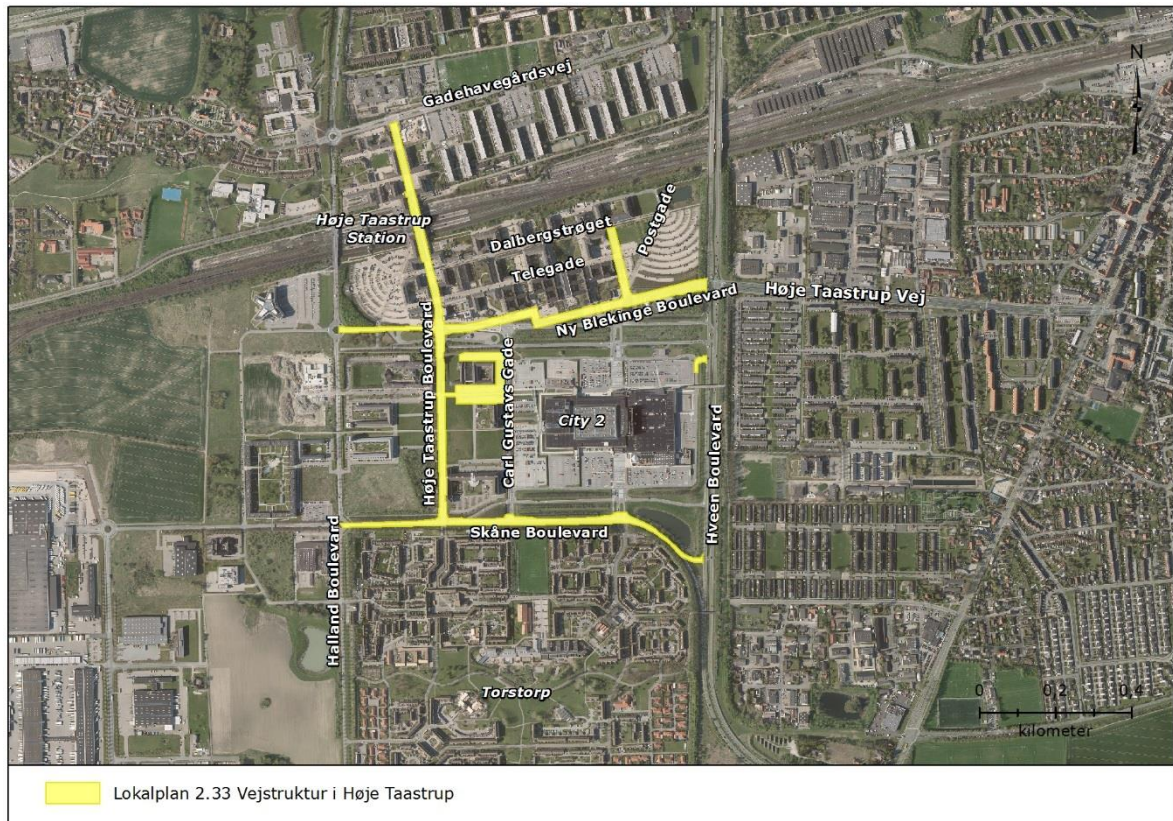 N
Gadehavegårdsvej
Høje Taastrup
Station
Dalbergstrøget
Postgade
Telegade
Høje Taastrup Vej
Ny Blekinge Boulevard
Høje Taastrup Boulevard
Carl Gustavs Gade
City 2
Hveen Boulevard
Skåne Boulevard
Halland Boulevard
Torstorp
0 0,2 0,4
kilometer
Lokalplan 2.33 Vejstruktur i Høje Taastrup